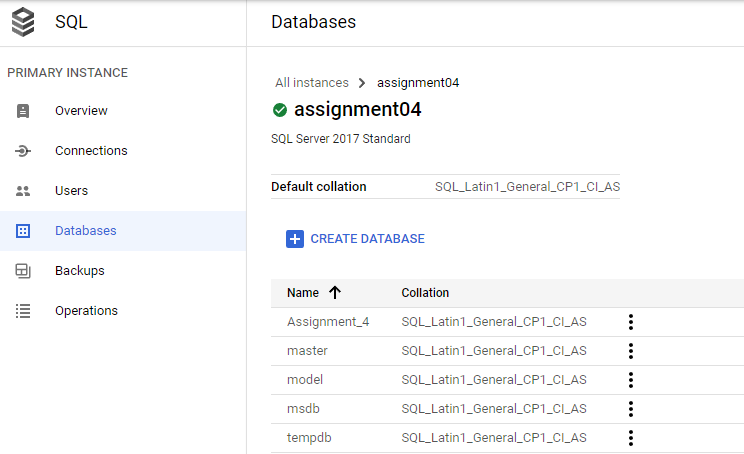 SQL
Databases
PRIMARY INSTANCE
Overview
Connections
Users
Databases
Backups
Operations
All instances
assignment04
assignment04
SQL Server 2017 Standard
Default collation SQL_Latin1_General_CP1_CI_AS
CREATE DATABASE
Name Collation
Assignment_4 SQL_Latin1_General_CP1_CI_AS
master SQL_Latin1_General_CP1_CI_AS
model SQL_Latin1_General_CP1_CI_AS
msdb SQL_Latin1_General_CP1_CI_AS
tempdb SQL_Latin1_General_CP1_CI_AS